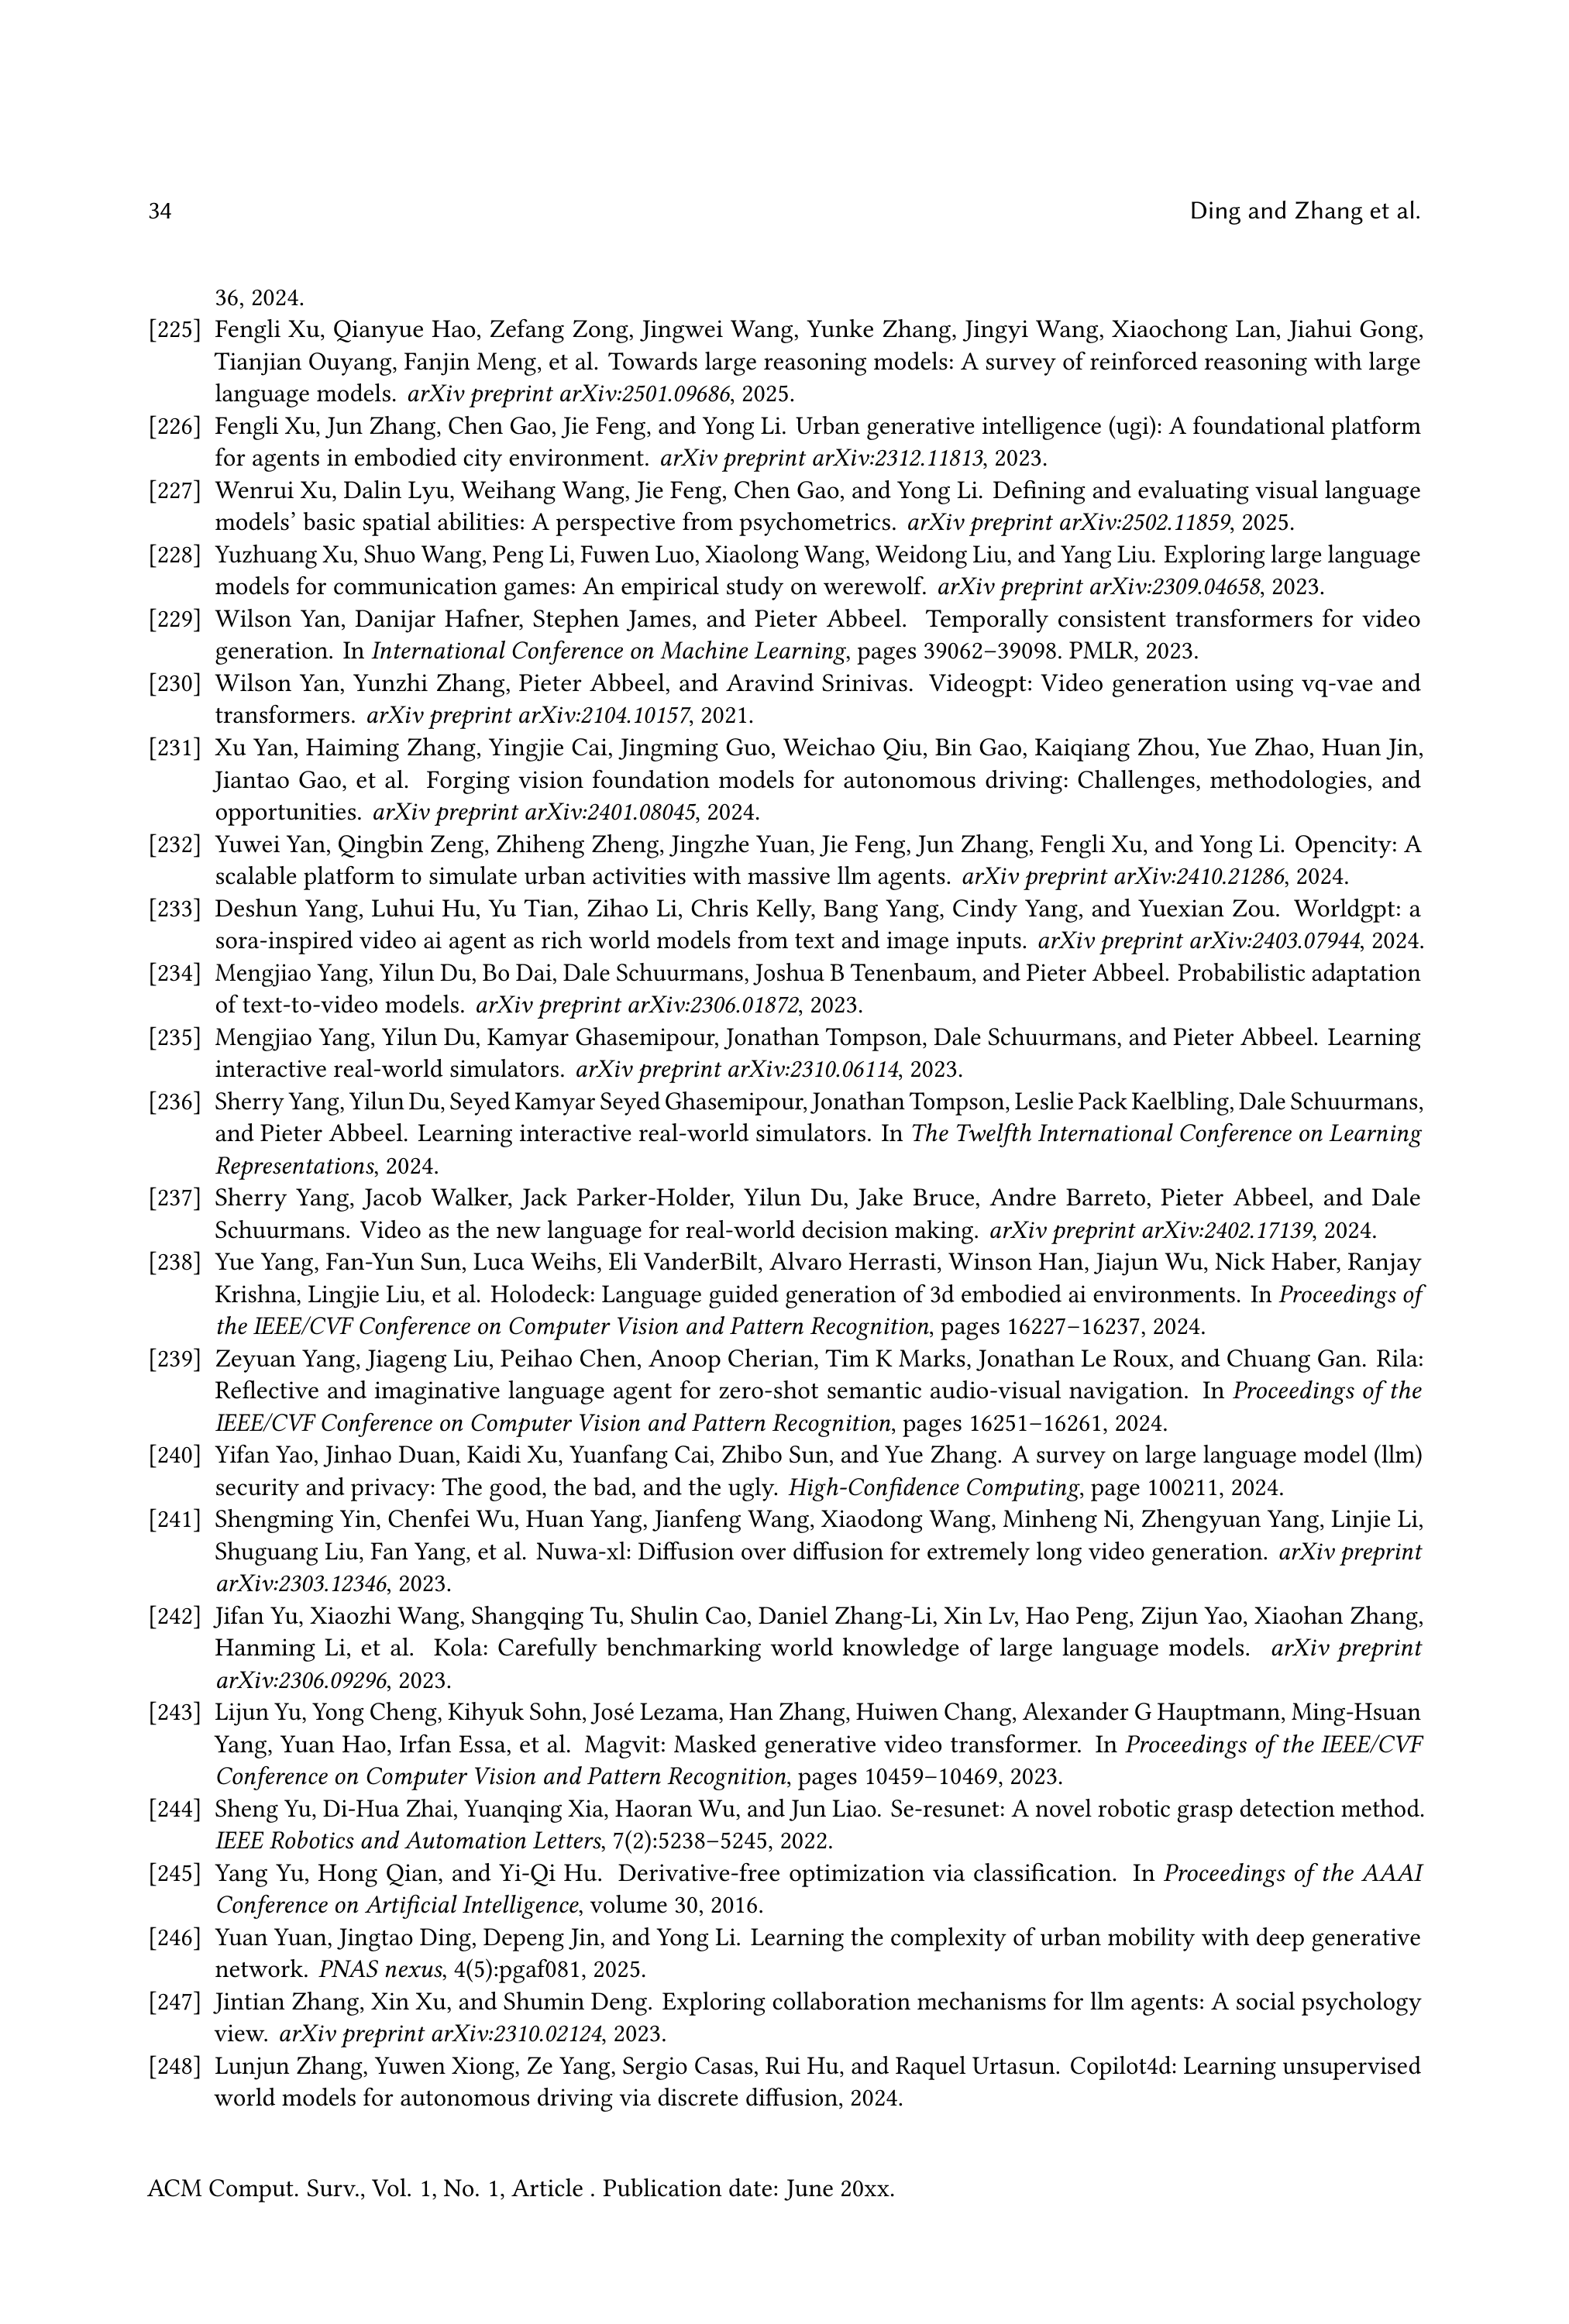 34
Ding and Zhang et al.
36, 2024.
[225] Fengli Xu, Qianyue Hao, Zefang Zong, Jingwei Wang, Yunke Zhang, Jingyi Wang, Xiaochong Lan, Jiahui Gong,
Tianjian Ouyang, Fanjin Meng, et al. Towards large reasoning models: A survey of reinforced reasoning with large
language models. arXiv preprint arXiv:2501.09686, 2025.
[226] Fengli Xu, Jun Zhang, Chen Gao, Jie Feng, and Yong Li. Urban generative intelligence (ugi): A foundational platform
for agents in embodied city environment. arXiv preprint arXiv:2312.11813, 2023.
[227] Wenrui Xu, Dalin Lyu, Weihang Wang, Jie Feng, Chen Gao, and Yong Li. Defining and evaluating visual language
models’ basic spatial abilities: A perspective from psychometrics. arXiv preprint arXiv:2502.11859, 2025.
[228] Yuzhuang Xu, Shuo Wang, Peng Li, Fuwen Luo, Xiaolong Wang, Weidong Liu, and Yang Liu. Exploring large language
models for communication games: An empirical study on werewolf. arXiv preprint arXiv:2309.04658, 2023.
[229] Wilson Yan, Danijar Hafner, Stephen James, and Pieter Abbeel. Temporally consistent transformers for video
generation. In International Conference on Machine Learning, pages 39062–39098. PMLR, 2023.
[230] Wilson Yan, Yunzhi Zhang, Pieter Abbeel, and Aravind Srinivas. Videogpt: Video generation using vq-vae and
transformers. arXiv preprint arXiv:2104.10157, 2021.
[231] Xu Yan, Haiming Zhang, Yingjie Cai, Jingming Guo, Weichao Qiu, Bin Gao, Kaiqiang Zhou, Yue Zhao, Huan Jin,
Jiantao Gao, et al. Forging vision foundation models for autonomous driving: Challenges, methodologies, and
opportunities. arXiv preprint arXiv:2401.08045, 2024.
[232] Yuwei Yan, Qingbin Zeng, Zhiheng Zheng, Jingzhe Yuan, Jie Feng, Jun Zhang, Fengli Xu, and Yong Li. Opencity: A
scalable platform to simulate urban activities with massive llm agents. arXiv preprint arXiv:2410.21286, 2024.
[233] Deshun Yang, Luhui Hu, Yu Tian, Zihao Li, Chris Kelly, Bang Yang, Cindy Yang, and Yuexian Zou. Worldgpt: a
sora-inspired video ai agent as rich world models from text and image inputs. arXiv preprint arXiv:2403.07944, 2024.
[234] Mengjiao Yang, Yilun Du, Bo Dai, Dale Schuurmans, Joshua B Tenenbaum, and Pieter Abbeel. Probabilistic adaptation
of text-to-video models. arXiv preprint arXiv:2306.01872, 2023.
[235] Mengjiao Yang, Yilun Du, Kamyar Ghasemipour, Jonathan Tompson, Dale Schuurmans, and Pieter Abbeel. Learning
interactive real-world simulators. arXiv preprint arXiv:2310.06114, 2023.
[236] Sherry Yang, Yilun Du, Seyed Kamyar Seyed Ghasemipour, Jonathan Tompson, Leslie Pack Kaelbling, Dale Schuurmans,
and Pieter Abbeel. Learning interactive real-world simulators. In The Twelfth International Conference on Learning
Representations, 2024.
[237] Sherry Yang, Jacob Walker, Jack Parker-Holder, Yilun Du, Jake Bruce, Andre Barreto, Pieter Abbeel, and Dale
Schuurmans. Video as the new language for real-world decision making. arXiv preprint arXiv:2402.17139, 2024.
[238] Yue Yang, Fan-Yun Sun, Luca Weihs, Eli VanderBilt, Alvaro Herrasti, Winson Han, Jiajun Wu, Nick Haber, Ranjay
Krishna, Lingjie Liu, et al. Holodeck: Language guided generation of 3d embodied ai environments. In Proceedings of
the IEEE/CVF Conference on Computer Vision and Pattern Recognition, pages 16227–16237, 2024.
[239] Zeyuan Yang, Jiageng Liu, Peihao Chen, Anoop Cherian, Tim K Marks, Jonathan Le Roux, and Chuang Gan. Rila:
Reflective and imaginative language agent for zero-shot semantic audio-visual navigation. In Proceedings of the
IEEE/CVF Conference on Computer Vision and Pattern Recognition, pages 16251–16261, 2024.
[240] Yifan Yao, Jinhao Duan, Kaidi Xu, Yuanfang Cai, Zhibo Sun, and Yue Zhang. A survey on large language model (llm)
security and privacy: The good, the bad, and the ugly. High-Confidence Computing, page 100211, 2024.
[241] Shengming Yin, Chenfei Wu, Huan Yang, Jianfeng Wang, Xiaodong Wang, Minheng Ni, Zhengyuan Yang, Linjie Li,
Shuguang Liu, Fan Yang, et al. Nuwa-xl: Diffusion over diffusion for extremely long video generation. arXiv preprint
arXiv:2303.12346, 2023.
[242] Jifan Yu, Xiaozhi Wang, Shangqing Tu, Shulin Cao, Daniel Zhang-Li, Xin Lv, Hao Peng, Zijun Yao, Xiaohan Zhang,
Hanming Li, et al. Kola: Carefully benchmarking world knowledge of large language models. arXiv preprint
arXiv:2306.09296, 2023.
[243] Lijun Yu, Yong Cheng, Kihyuk Sohn, José Lezama, Han Zhang, Huiwen Chang, Alexander G Hauptmann, Ming-Hsuan
Yang, Yuan Hao, Irfan Essa, et al. Magvit: Masked generative video transformer. In Proceedings of the IEEE/CVF
Conference on Computer Vision and Pattern Recognition, pages 10459–10469, 2023.
[244] Sheng Yu, Di-Hua Zhai, Yuanqing Xia, Haoran Wu, and Jun Liao. Se-resunet: A novel robotic grasp detection method.
IEEE Robotics and Automation Letters, 7(2):5238–5245, 2022.
[245] Yang Yu, Hong Qian, and Yi-Qi Hu. Derivative-free optimization via classification. In Proceedings of the AAAI
Conference on Artificial Intelligence, volume 30, 2016.
[246] Yuan Yuan, Jingtao Ding, Depeng Jin, and Yong Li. Learning the complexity of urban mobility with deep generative
network. PNAS nexus, 4(5):pgaf081, 2025.
[247] Jintian Zhang, Xin Xu, and Shumin Deng. Exploring collaboration mechanisms for llm agents: A social psychology
view. arXiv preprint arXiv:2310.02124, 2023.
[248] Lunjun Zhang, Yuwen Xiong, Ze Yang, Sergio Casas, Rui Hu, and Raquel Urtasun. Copilot4d: Learning unsupervised
world models for autonomous driving via discrete diffusion, 2024.
ACM Comput. Surv., Vol. 1, No. 1, Article . Publication date: June 20xx.